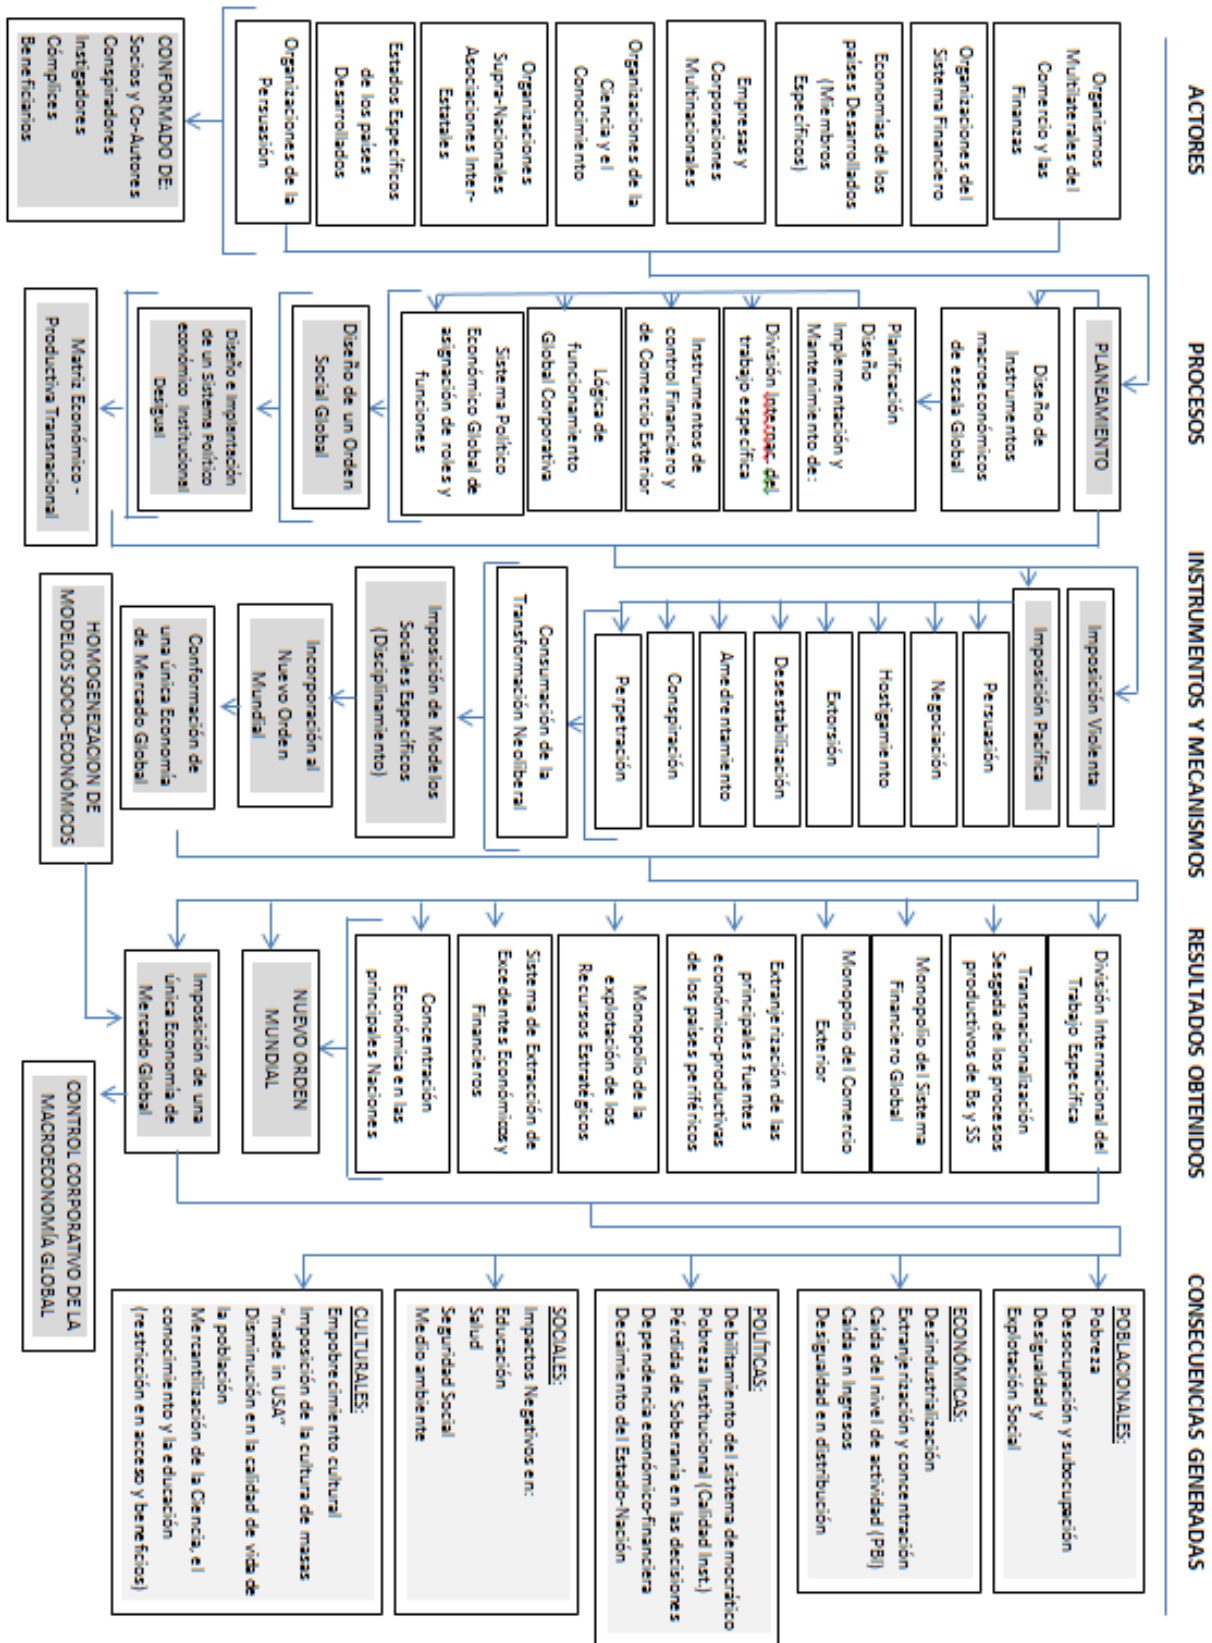 ACTORES
Organismos
Multilaterales del
Comercio y las
Finanzas
Organizaciones del
Sistema Financiero
Economías de los
países Desarrollados
(Miembros
Específicos)
Empresas y
Corporaciones
Multinacionales
Organizaciones de la
Ciencia y el
Conocimiento
Organizaciones
Supra-Nacionales
Asociaciones Inter-
Estatales
Estados Específicos
de los países
Desarrollados
Organizaciones de la
Persuasión
CONFORMADO DE:
Socios y Co-Autores
Conspiradores
Instigadores
Cómplices
Beneficiarios
PROCESOS
PLANEAMIENTO
Diseño de
Instrumentos
macroeconómicos
de escala Global
Planificación
Diseño
Implementación y
Mantenimiento de:
División Internac. del
trabajo específica
Instrumentos de
control Financiero y
de Comercio Exterior
Lógica de
funcionamiento
Global Corporativa
Sistema Político
Económico Global de
asignación de roles y
funciones
Diseño de un Orden
Social Global
Diseño e Implantación
de un Sistema Político
económico Institucional
Desigual
Matriz Económico -
Productiva Transnacional
INSTRUMENTOS Y MECANISMOS
Imposición Violenta
Imposición Pacífica
Persuasión
Negociación
Hostigamiento
Extorsión
Desestabilización
Amedrentamiento
Conspiración
Perpetración
Consumación de la
Transformación Neoliberal
Imposición de Modelos
Sociales Específicos
(Disciplinamiento)
Incorporación al
Nuevo Orden
Mundial
Conformación de
una única Economía
de Mercado Global
HOMOGENEIZACION DE
MODELOS SOCIO-ECONÓMICOS
RESULTADOS OBTENIDOS
División Internacional del
Trabajo Específica
Transnacionalización
Sesgada de los procesos
productivos de Bs y SS
Monopolio del Sistema
Financiero Global
Monopolio del Comercio
Exterior
Extranjerización de las
principales fuentes
económico-productivas
de los países periféricos
Monopolio de la
explotación de los
Recursos Estratégicos
Sistema de Extracción de
Excedentes Económicos y
Financieros
Concentración
Económica en las
principales Naciones
NUEVO ORDEN
MUNDIAL
Imposición de una
única Economía de
Mercado Global
CONTROL CORPORATIVO DE LA
MACROECONOMÍA GLOBAL
CONSECUENCIAS GENERADAS
POBLACIONALES:
Pobreza
Desocupación y subocupación
Desigualdad y
Explotación Social
ECONÓMICAS:
Desindustrialización
Extranjerización y concentración
Caída del nivel de actividad (PBI)
Caída en Ingresos
Desigualdad en distribución
POLÍTICAS:
Debilitamiento del sistema democrático
Pobreza Institucional (Calidad Inst.)
Pérdida de Soberanía en las decisiones
Dependencia económico-financiera
Decaimiento del Estado-Nación
SOCIALES:
Impactos Negativos en:
Educación
Salud
Seguridad Social
Medio ambiente
CULTURALES:
Empobrecimiento cultural
Imposición de la cultura de masas
"made in USA"
Disminución en la calidad de vida de
la población
Mercantilización de la Ciencia, el
conocimiento y la educación
(restricción en acceso y beneficios)